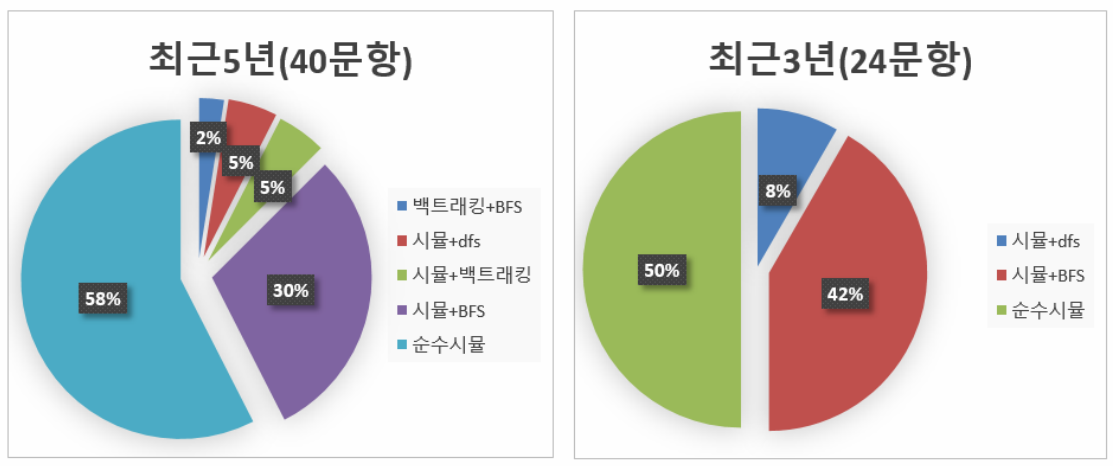 최근5년(40문항)
2%
5%
5%
30%
58%
백트래킹+BFS
시뮬+dfs
시뮬+백트래킹
시뮬+BFS
순수시뮬
최근3년(24문항)
8%
42%
50%
시뮬+dfs
시뮬+BFS
순수시뮬